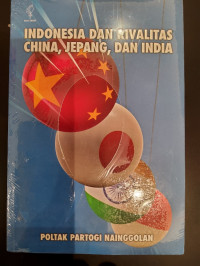 INDONESIA DAN RIVALITAS
CHINA, JEPANG, DAN INDIA
POLTAK PARTOGI NAINGGOLAN